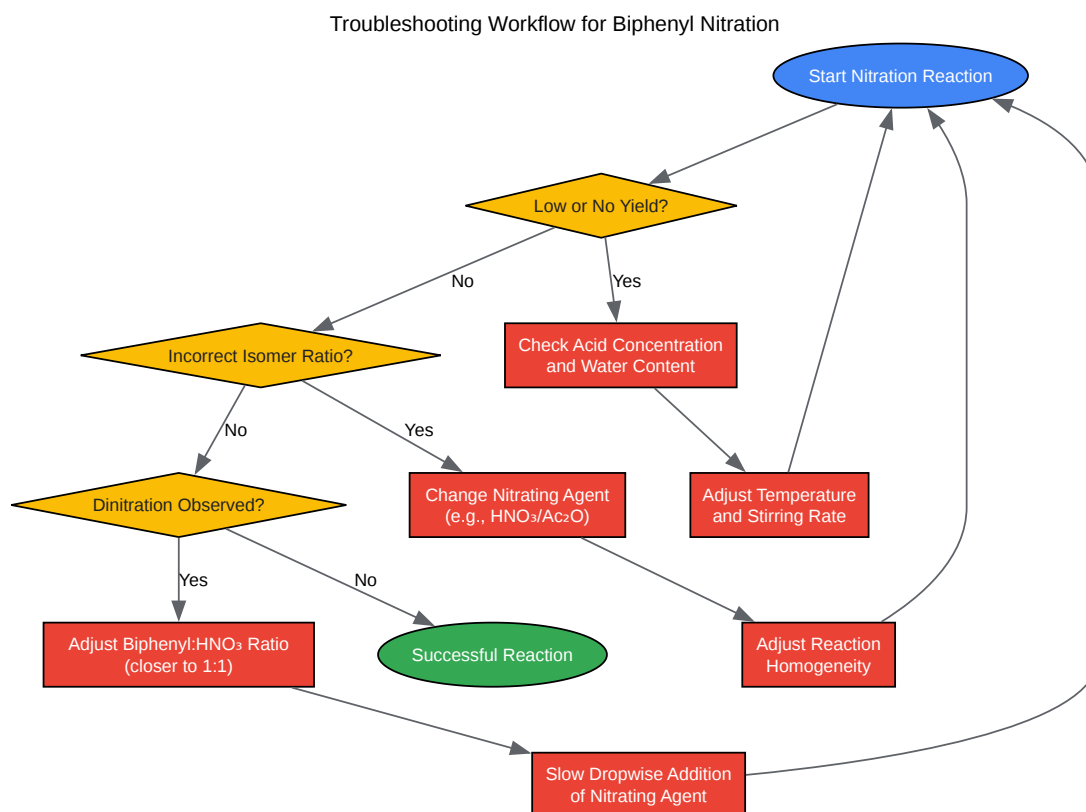 Troubleshooting Workflow for Biphenyl Nitration
Start Nitration Reaction
Low or No Yield?
No
Yes
Incorrect Isomer Ratio?
Check Acid Concentration
and Water Content
No
Yes
Dinitration Observed?
Change Nitrating Agent
(e.g., HNO₃/Ac₂O)
Adjust Temperature
and Stirring Rate
Yes
No
Adjust Biphenyl:HNO₃ Ratio
(closer to 1:1)
Successful Reaction
Adjust Reaction
Homogeneity
Slow Dropwise Addition
of Nitrating Agent